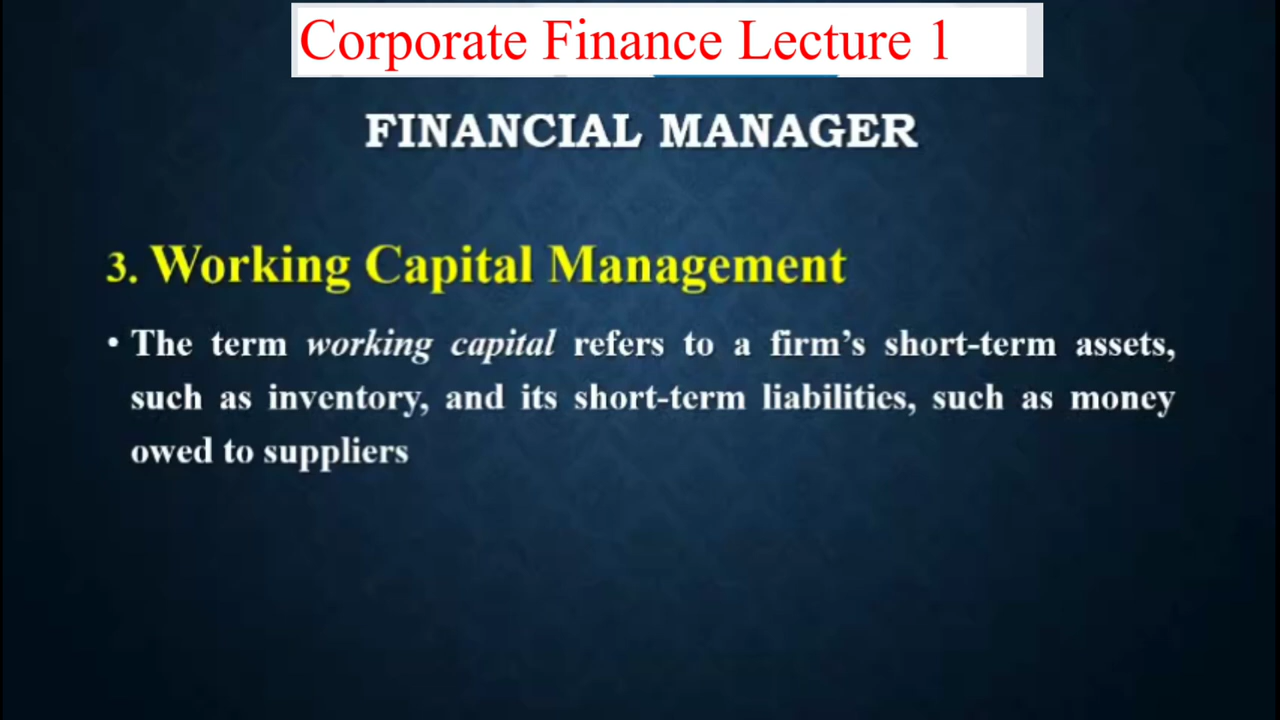 Corporate Finance Lecture 1
FINANCIAL MANAGER
3. Working Capital Management
• The term working capital refers to a firm's short-term assets,
such as inventory, and its short-term liabilities, such as money
owed to suppliers